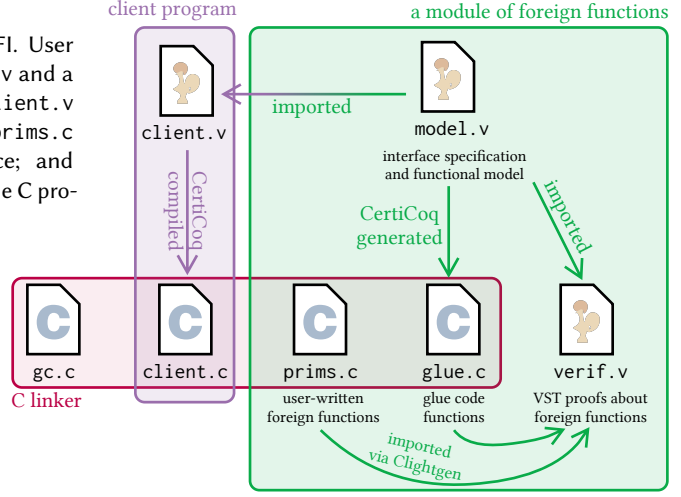 client program
a module of foreign functions
FI. User
v and a
lient.v
prims.c
ce; and
e C pro-
client.v
imported
model.v
interface specification
and functional model
CertiCoq
compiled
CertiCoq
generated
imported
C
C
C
C
gc.c
client.c
prims.c
glue.c
verif.v
C linker
user-written
foreign functions
glue code
functions
VST proofs about
foreign functions
imported
via Clightgen